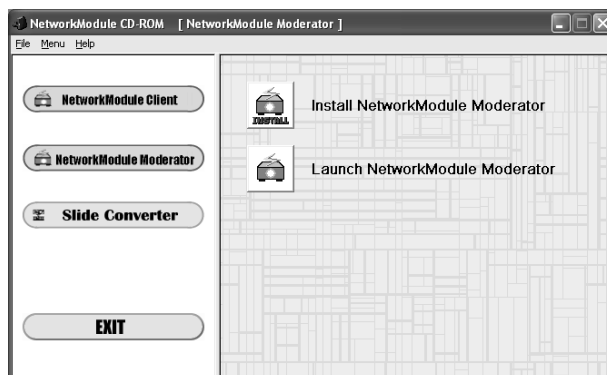 NetworkModule CD-ROM [ NetworkModule Moderator ]
File Menu Help
NetworkModule Client
NetworkModule Moderator
Slide Converter
EXIT
INSTALL
Install NetworkModule Moderator
Launch NetworkModule Moderator